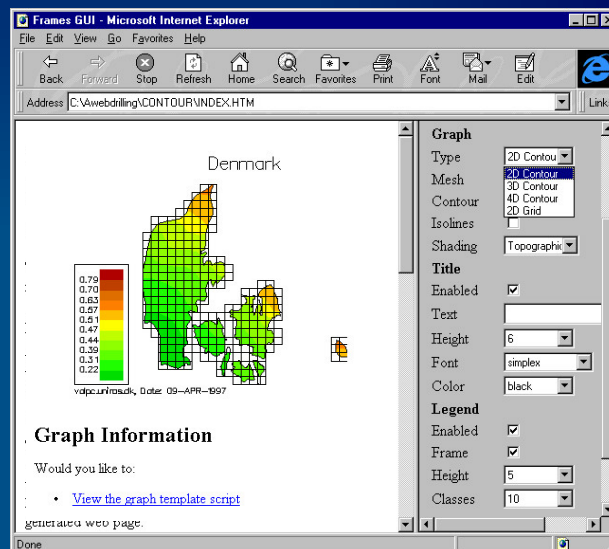 Frames GUI - Microsoft Internet Explorer
File Edit View Go Favorites Help
Back Forward Stop Refresh Home Search Favorites Print Font Mail Edit
Address C:\Awebdrilling\CONTOUR\INDEX.HTM Link
Denmark
0.79
0.70
0.63
0.57
0.51
0.47
0.44
0.39
0.31
0.22
vdpc.uniras.dk, Date: 09-APR-1997
Graph Information
Would you like to:
• View the graph template script
generated web page.
Graph
Type 2D Contou
2D Contour
3D Contour
4D Contour
2D Grid
Mesh
Contour
Isolines
Shading Topographic
Title
Enabled
Text
Height 6
Font simplex
Color black
Legend
Enabled
Frame
Height 5
Classes 10
Done